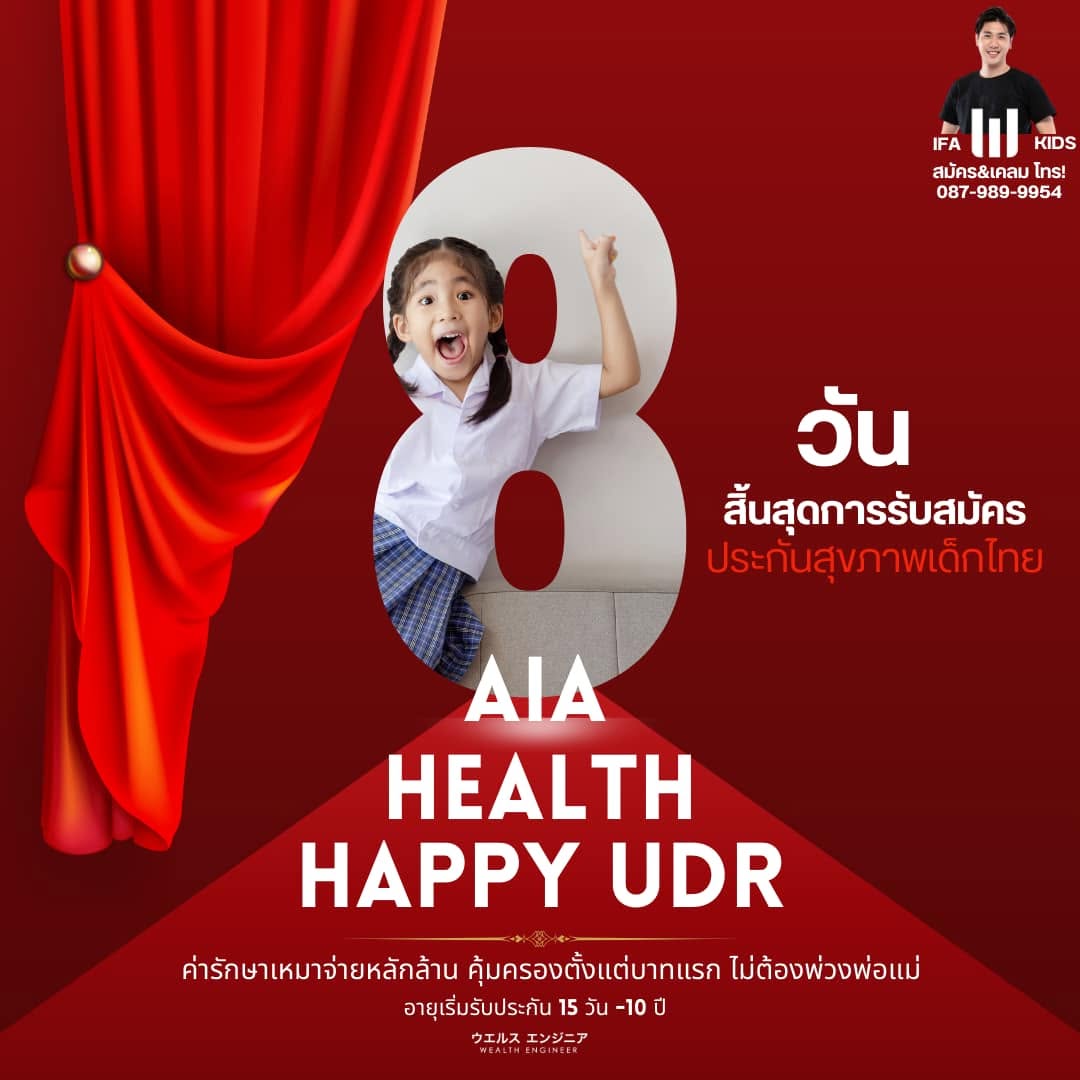 IFA KIDS
สมัคร&เคลม โทร!
087-989-9954
8
วัน
สิ้นสุดการรับสมัคร
ประกันสุขภาพเด็กไทย
AIA
HEALTH
HAPPY UDR
ค่ารักษาเหมาจ่ายหลักล้าน คุ้มครองตั้งแต่บาทแรก ไม่ต้องพ่วงพ่อแม่
อายุเริ่มรับประกัน 15 วัน -10 ปี
ウエルス エンジニア
WEALTH ENGINEER